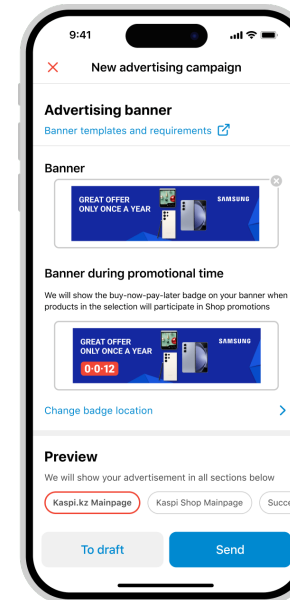 9:41
New advertising campaign
Advertising banner
Banner templates and requirements
Banner
GREAT OFFER
ONLY ONCE A YEAR
SAMSUNG
Banner during promotional time
We will show the buy-now-pay-later badge on your banner when
products in the selection will participate in Shop promotions
GREAT OFFER
ONLY ONCE A YEAR
SAMSUNG
0·0·12
Change badge location
Preview
We will show your advertisement in all sections below
Kaspi.kz Mainpage
Kaspi Shop Mainpage
Succe
To draft
Send